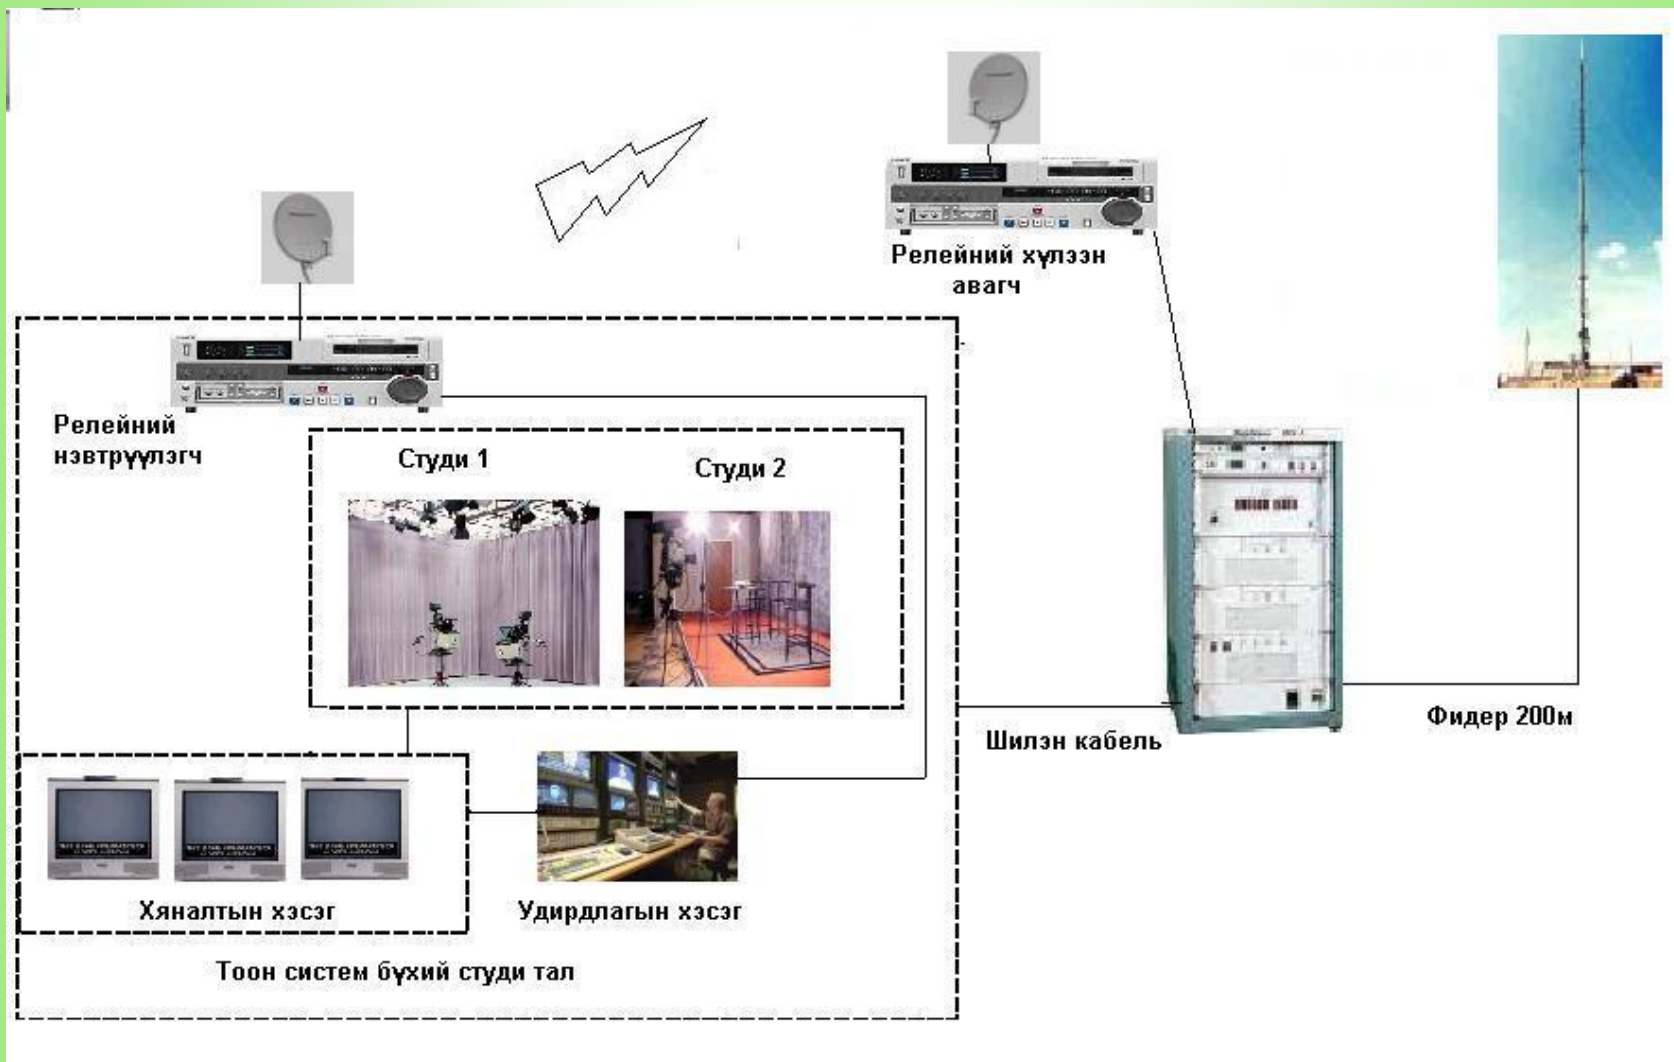 Релейний хүлээн
авагч
Релейний
нэвтрүүлэгч
Студи 1
Студи 2
Шилэн кабель
Фидер 200м
Хяналтын хэсэг
Удирдлагын хэсэг
Тоон систем бүхий студи тал